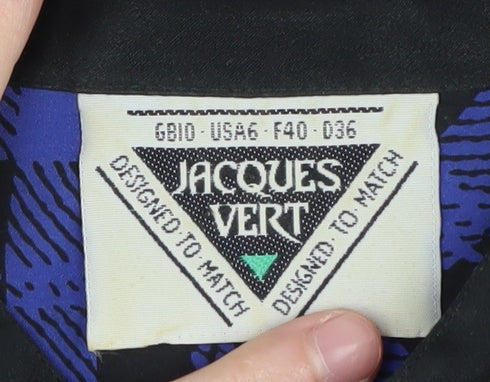 GB10 · USA6 · F40 · D36
JACQUES
VERT
DESIGNED · TO · MATCH
DESIGNED · TO · MATCH